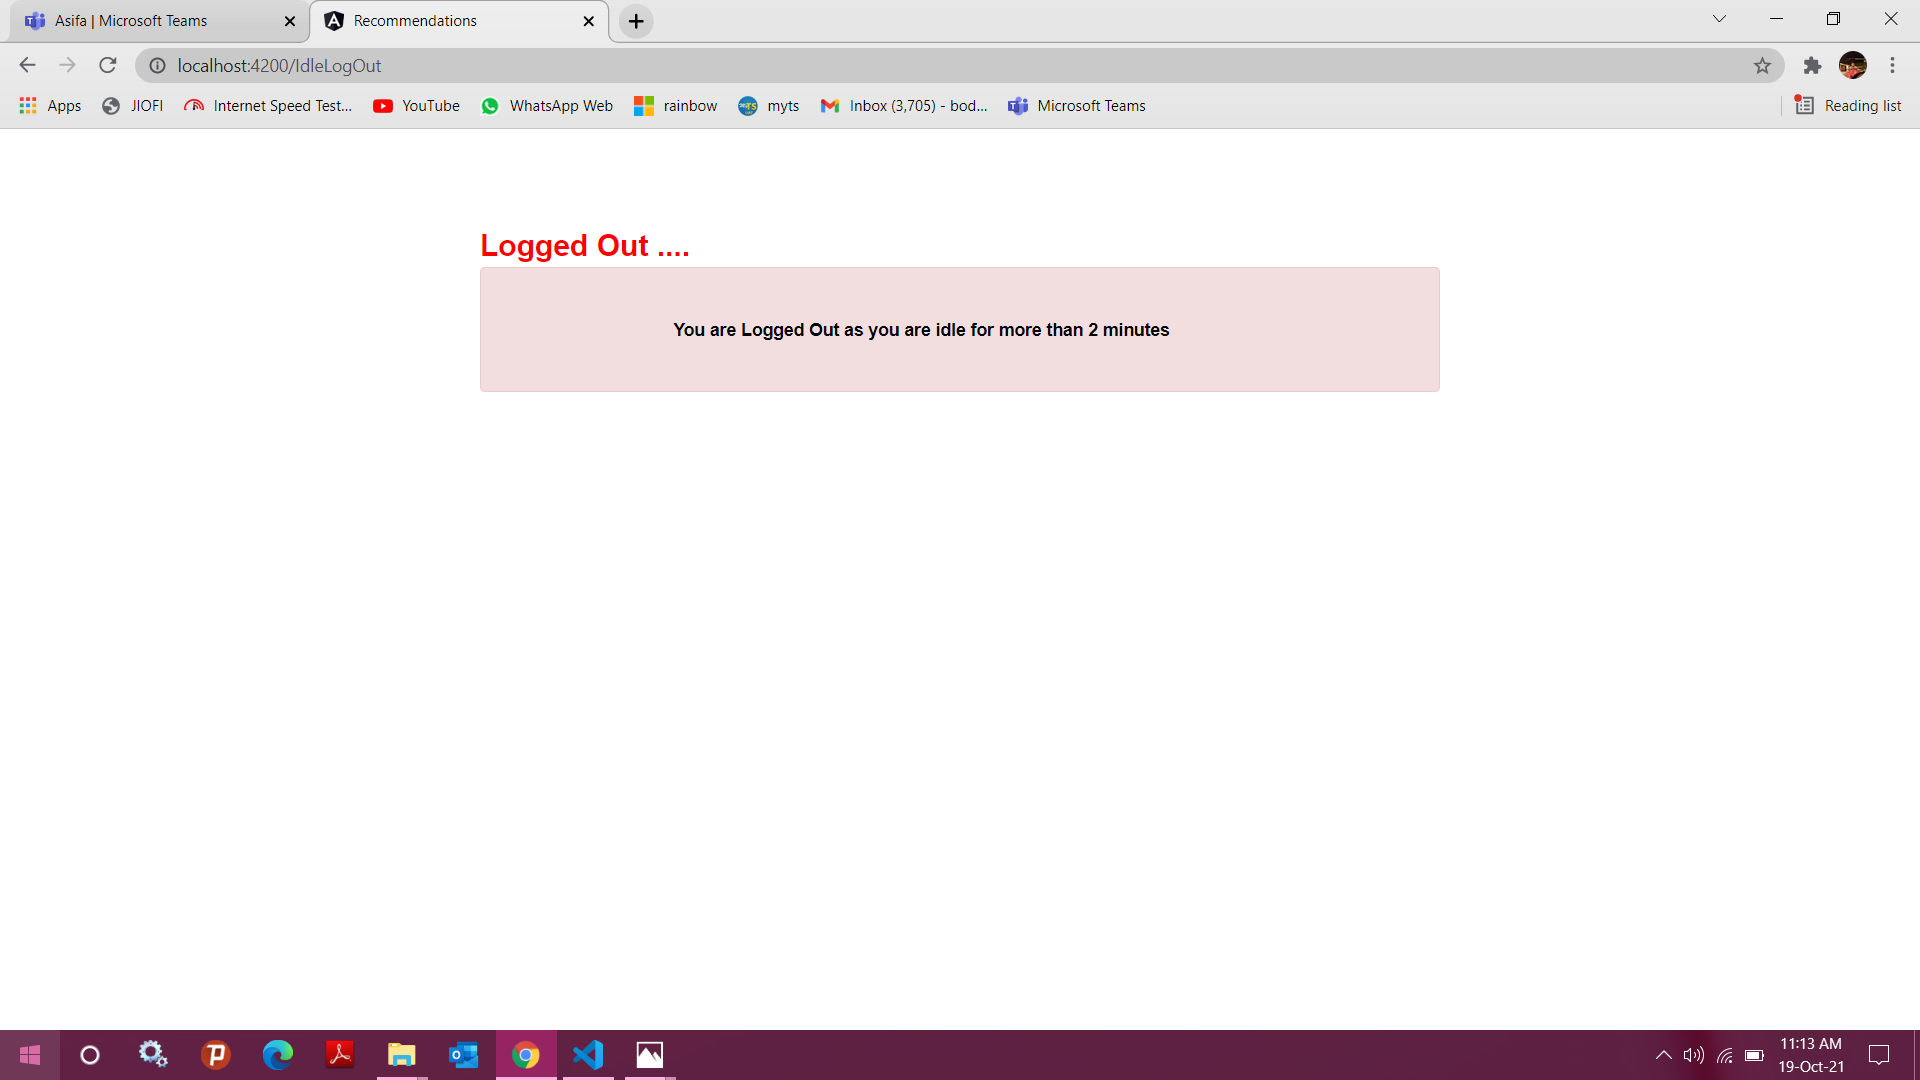 Asifa | Microsoft Teams
Recommendations
localhost:4200/IdleLogOut
Apps
JIOFI
Internet Speed Test...
YouTube
WhatsApp Web
rainbow
myts
Inbox (3,705) - bod...
Microsoft Teams
Reading list
Logged Out ....
You are Logged Out as you are idle for more than 2 minutes
11:13 AM
19-Oct-21